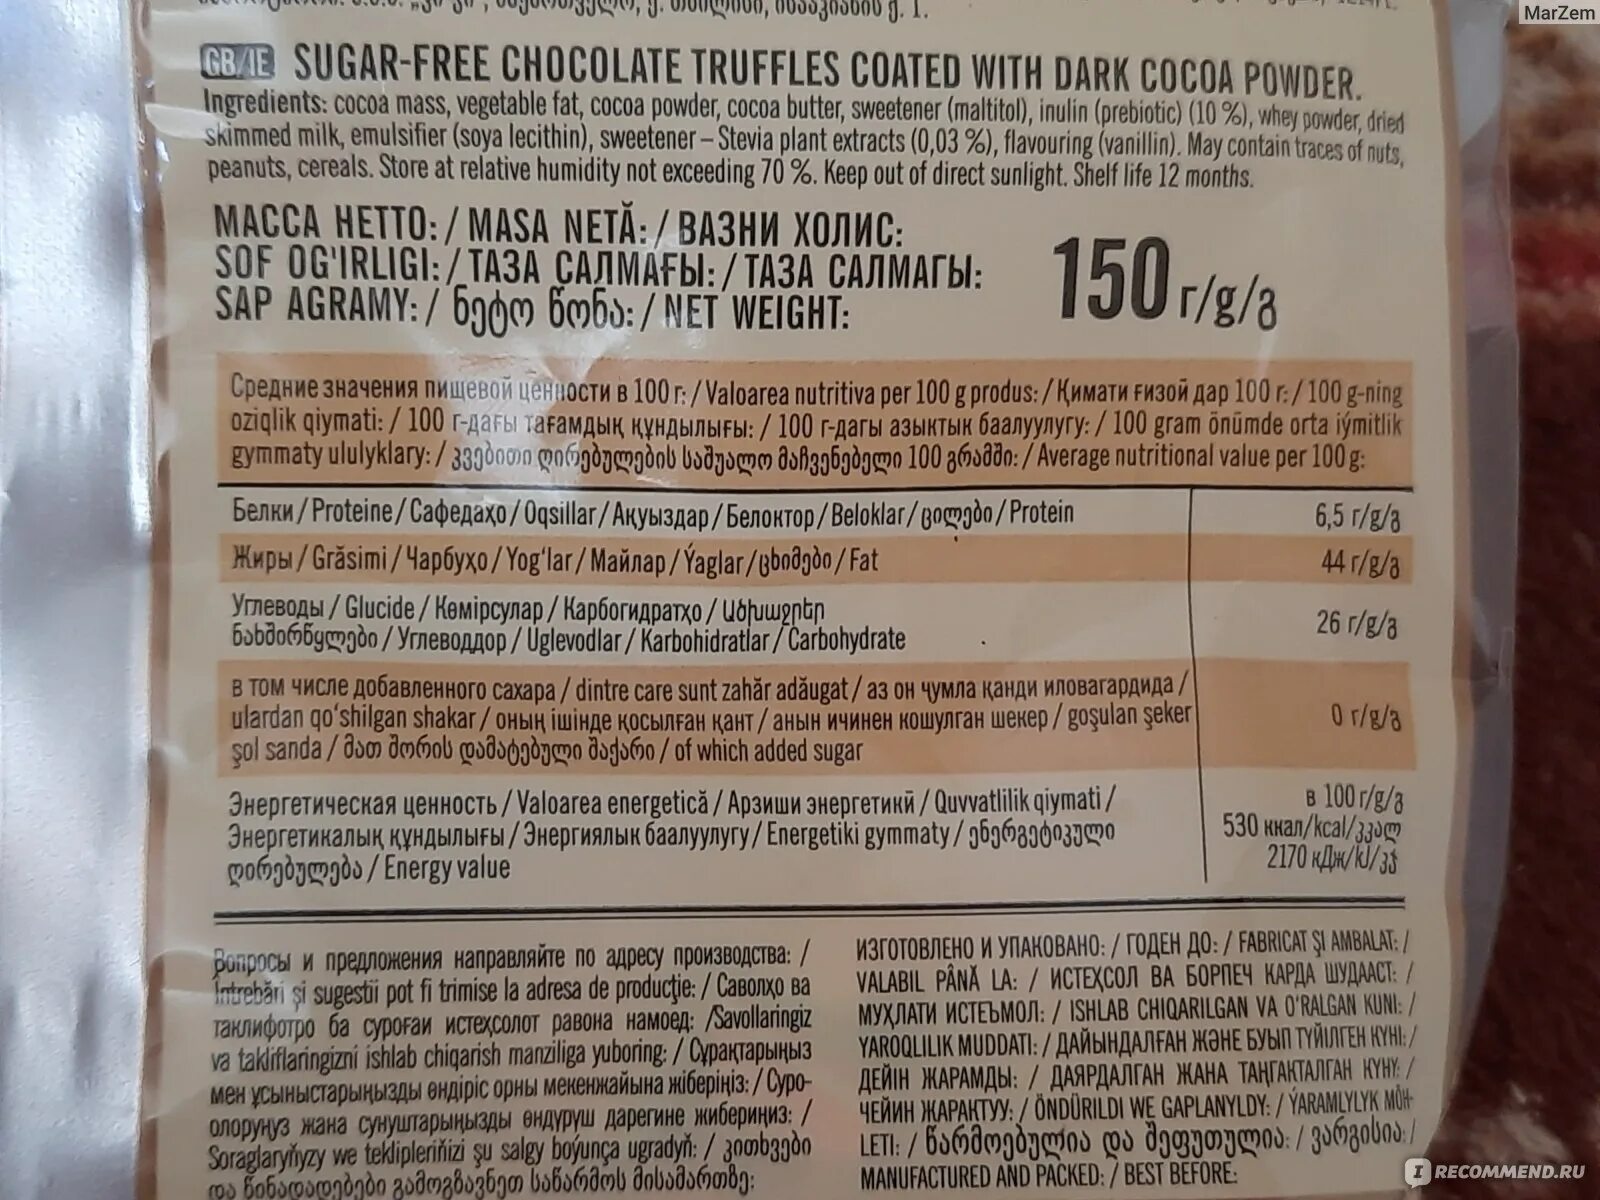 MarZem
GB/IE SUGAR-FREE CHOCOLATE TRUFFLES COATED WITH DARK COCOA POWDER.
Ingredients: cocoa mass, vegetable fat, cocoa powder, cocoa butter, sweetener (maltitol), inulin (prebiotic) (10 %), whey powder, dried
skimmed milk, emulsifier (soya lecithin), sweetener – Stevia plant extracts (0,03 %), flavouring (vanillin). May contain traces of nuts,
peanuts, cereals. Store at relative humidity not exceeding 70 %. Keep out of direct sunlight. Shelf life 12 months.
МАССА НЕТТО: / MASA NETĂ: / ВАЗНИ ХОЛИС:
SOF OG'IRLIGI: / ТАЗА САЛМАҒЫ: / ТАЗА САЛМАГЫ:
SAP AGRAMY: / ნეტო წონა: / NET WEIGHT:
150 г/g/გ
Средние значения пищевой ценности в 100 г: / Valoarea nutritiva per 100 g produs: / Қимати ғизой дар 100 г: / 100 g-ning
oziqlik qiymati: / 100 г-дағы тағамдық құндылығы: / 100 г-дагы азыктык баалуулугу: / 100 gram önümde orta iýmitlik
gymmaty ululyklary: / კვებითი ღირებულების საშუალო მაჩვენებელი 100 გრამში: / Average nutritional value per 100 g:
Белки / Proteine / Сафедаҳо / Oqsillar / Ақуыздар / Белоктор / Beloklar / ცილები / Protein 6,5 г/g/გ
Жиры / Grăsimi / Чарбуҳо / Yog'lar / Майлар / Ýaglar / ცხიმები / Fat 44 г/g/გ
Углеводы / Glucide / Көмірсулар / Карбогидратҳо / Ածխաջրեր
ნახშირწყლები / Углеводдор / Uglevodlar / Karbohidratlar / Carbohydrate 26 г/g/გ
в том числе добавленного сахара / dintre care sunt zahăr adăugat / аз он ҷумла қанди иловагардида /
ulardan qo'shilgan shakar / оның ішінде қосылған қант / анын ичинен кошулган шекер / goşulan şeker
şol sanda / მათ შორის დამატებული შაქარი / of which added sugar 0 г/g/გ
Энергетическая ценность / Valoarea energetică / Арзиши энергетикӣ / Quvvatlilik qiymati /
Энергетикалық құндылығы / Энергиялык баалуулугу / Energetiki gymmaty / ენერგეტიკული
ღირებულება / Energy value
в 100 г/g/გ
530 ккал/kcal/კკალ
2170 кДж/kJ/კჯ
Вопросы и предложения направляйте по адресу производства: /
Întrebări și sugestii pot fi trimise la adresa de producţie: / Саволҳо ва
таклифотро ба суроғаи истеҳсолот равона намоед: /Savollaringiz
va takliflaringizni ishlab chiqarish manziliga yuboring: / Сұрақтарыңыз
мен ұсыныстарыңызды өндіріс орны мекенжайына жіберіңіз: / Суро-
олоруңуз жана сунуштарыңызды өндүрүш дарегине жибериңиз: /
Soraglaryňyzy we teklipleriňizi şu salgy boýunça ugradyň: / კითხვები
და წინადადებები გამოგზავნეთ საწარმოს მისამართზე:
ИЗГОТОВЛЕНО И УПАКОВАНО: / ГОДЕН ДО: / FABRICAT ŞI AMBALAT: /
VALABIL PÂNĂ LA: / ИСТЕҲСОЛ ВА БОРПЕЧ КАРДА ШУДААСТ: /
МУҲЛАТИ ИСТЕЪМОЛ: / ISHLAB CHIQARILGAN VA O'RALGAN KUNI: /
YAROQLILIK MUDDATI: / ДАЙЫНДАЛҒАН ЖӘНЕ БУЫП ТҮЙІЛГЕН КҮНІ: /
ДЕЙІН ЖАРАМДЫ: / ДАЯРДАЛГАН ЖАНА ТАҢГАКТАЛГАН КҮНҮ: /
ЧЕЙИН ЖАРАКТУУ: / ÖNDÜRILDI WE GAPLANYLDY: / ÝARAMLYLYK MÖH-
LETI: / წარმოებულია და შეფუთულია: / ვარგისია: /
MANUFACTURED AND PACKED: / BEST BEFORE:
IRECOMMEND.RU